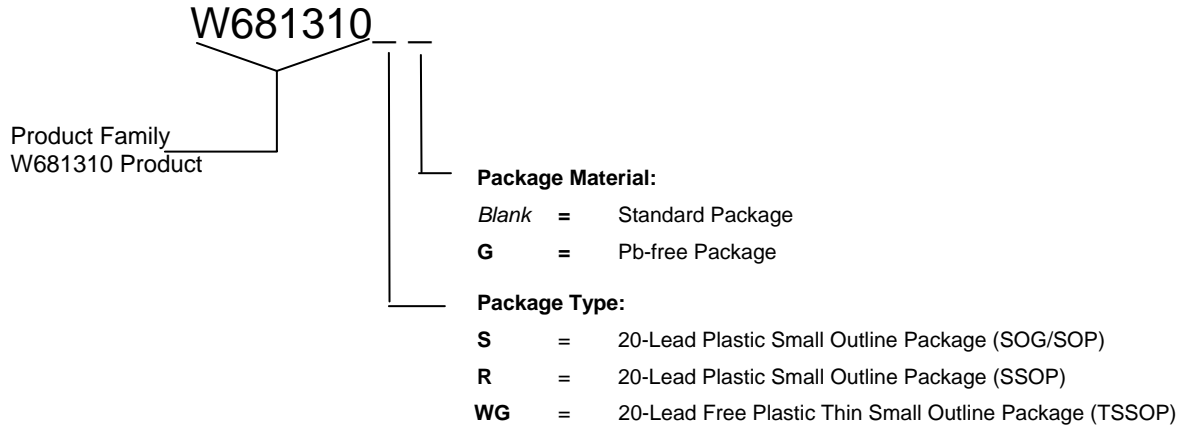 W681310_ _
Product Family
W681310 Product
Package Material:
Blank = Standard Package
G = Pb-free Package
Package Type:
S = 20-Lead Plastic Small Outline Package (SOG/SOP)
R = 20-Lead Plastic Small Outline Package (SSOP)
WG = 20-Lead Free Plastic Thin Small Outline Package (TSSOP)